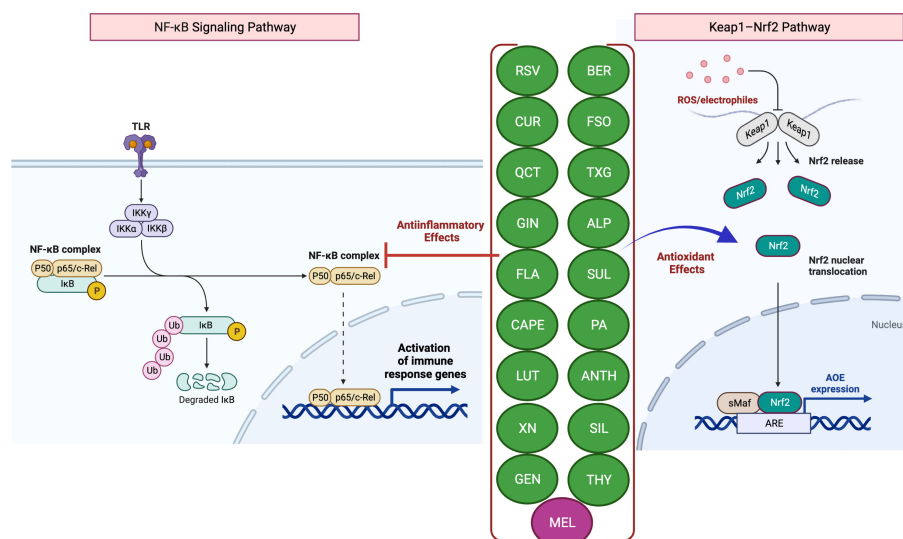 NF-κB Signaling Pathway
TLR
IKKγ
IKKα
IKKβ
NF-κB complex
P50
p65/c-Rel
IκB
P
NF-κB complex
P50
p65/c-Rel
Ub
IκB
P
Ub
Ub
Ub
Degraded IκB
Activation
of immune
response genes
P50
p65/c-Rel
Antiinflammatory
Effects
RSV
BER
CUR
FSO
QCT
TXG
GIN
ALP
FLA
SUL
CAPE
PA
LUT
ANTH
XN
SIL
GEN
THY
MEL
Keap1–Nrf2 Pathway
ROS/electrophiles
Keap1
Keap1
Nrf2 release
Nrf2
Nrf2
Antioxidant
Effects
Nrf2
Nrf2 nuclear
translocation
Nucleu
AOE
expression
sMaf
Nrf2
ARE